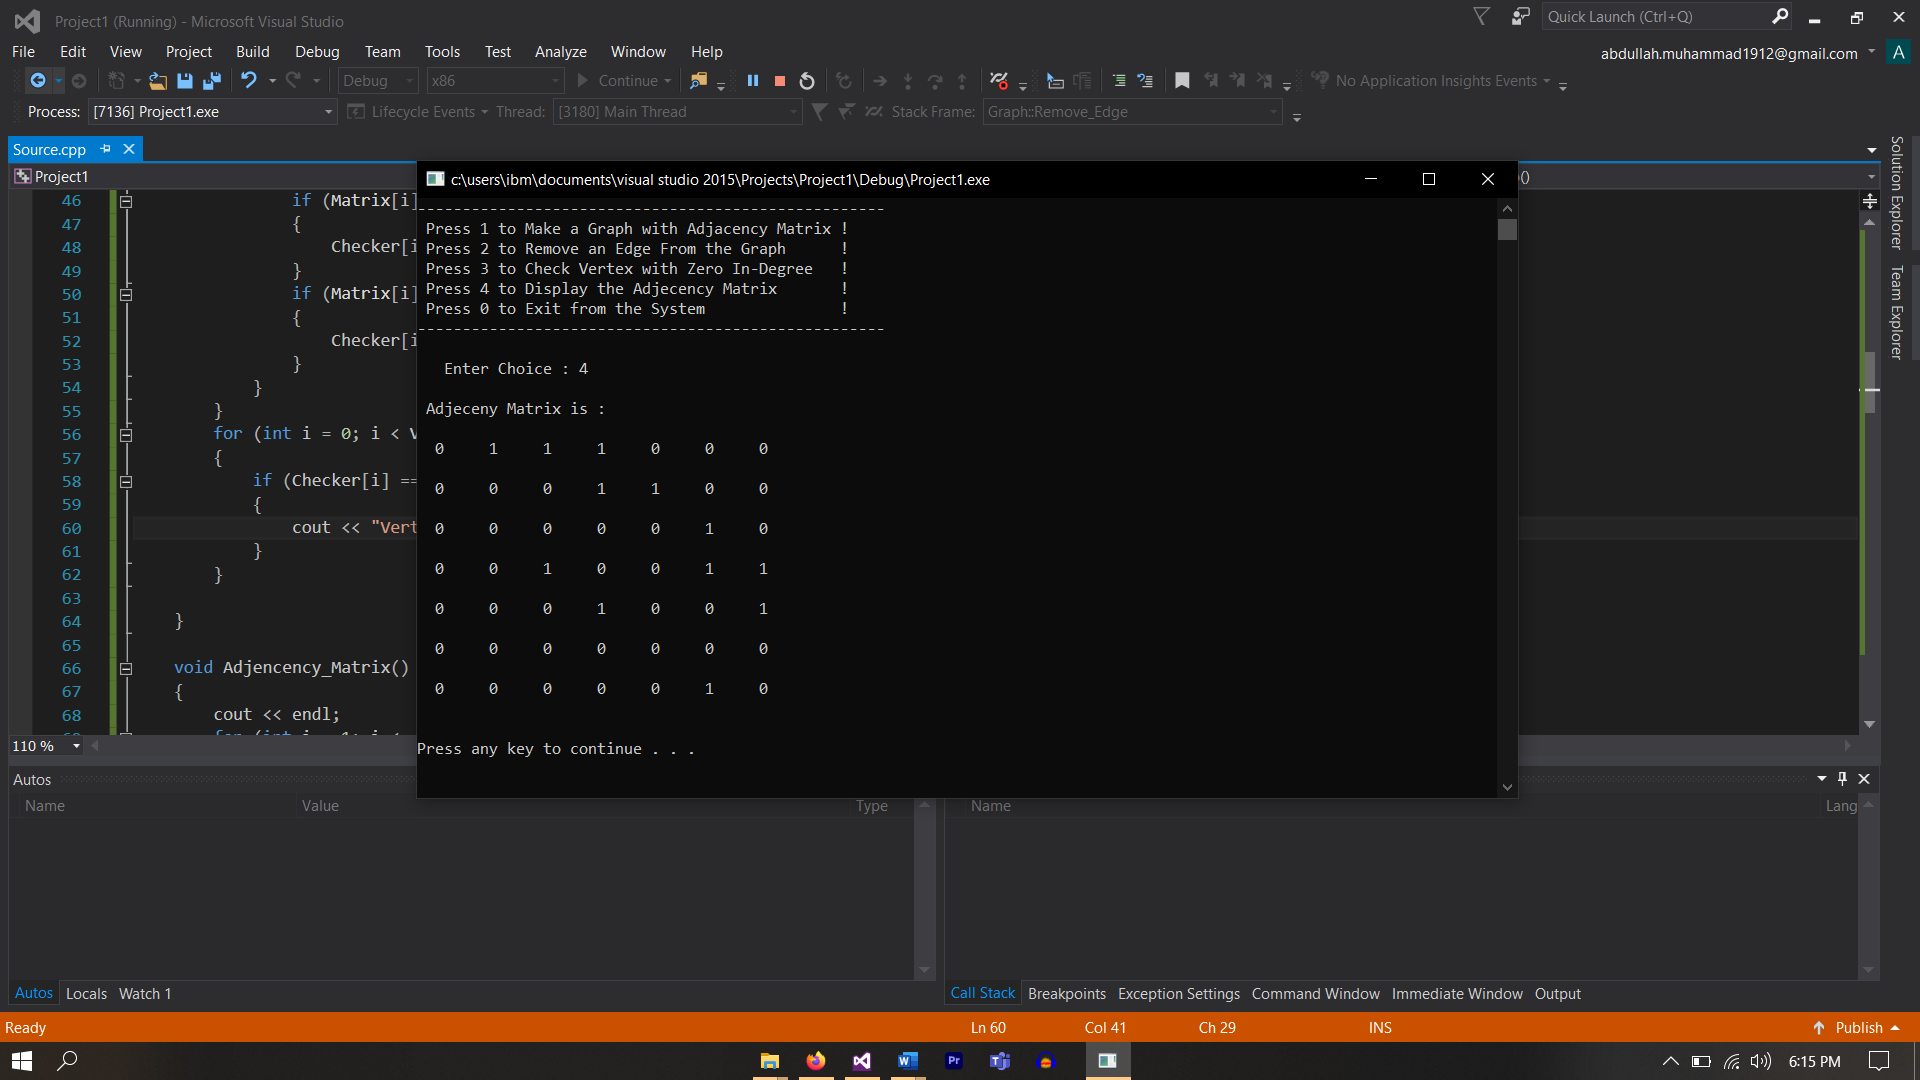 Project1 (Running) - Microsoft Visual Studio
Quick Launch (Ctrl+Q)
File Edit View Project Build Debug Team Tools Test Analyze Window Help
abdullah.muhammad1912@gmail.com A
Debug x86 Continue No Application Insights Events
Process: [7136] Project1.exe Lifecycle Events Thread: [3180] Main Thread Stack Frame: Graph::Remove_Edge
Source.cpp
Project1
()
Solution Explorer
Team Explorer
46 if (Matrix[i]
47 {
48 Checker[i
49 }
50 if (Matrix[i]
51 {
52 Checker[i
53 }
54 }
55 }
56 for (int i = 0; i < V
57 {
58 if (Checker[i] ==
59 {
60 cout << "Vert
61 }
62 }
63
64 }
65
66 void Adjencency_Matrix()
67 {
68 cout << endl;
110 %
c:\users\ibm\documents\visual studio 2015\Projects\Project1\Debug\Project1.exe
----------------------------------------------------
Press 1 to Make a Graph with Adjacency Matrix !
Press 2 to Remove an Edge From the Graph !
Press 3 to Check Vertex with Zero In-Degree !
Press 4 to Display the Adjecency Matrix !
Press 0 to Exit from the System !
----------------------------------------------------
Enter Choice : 4
Adjeceny Matrix is :
0 1 1 1 0 0 0
0 0 0 1 1 0 0
0 0 0 0 0 1 0
0 0 1 0 0 1 1
0 0 0 1 0 0 1
0 0 0 0 0 0 0
0 0 0 0 0 1 0
Press any key to continue . . .
Autos
Name Value Type
Name Lang
Autos Locals Watch 1
Call Stack Breakpoints Exception Settings Command Window Immediate Window Output
Ready Ln 60 Col 41 Ch 29 INS Publish
W Pr
6:15 PM